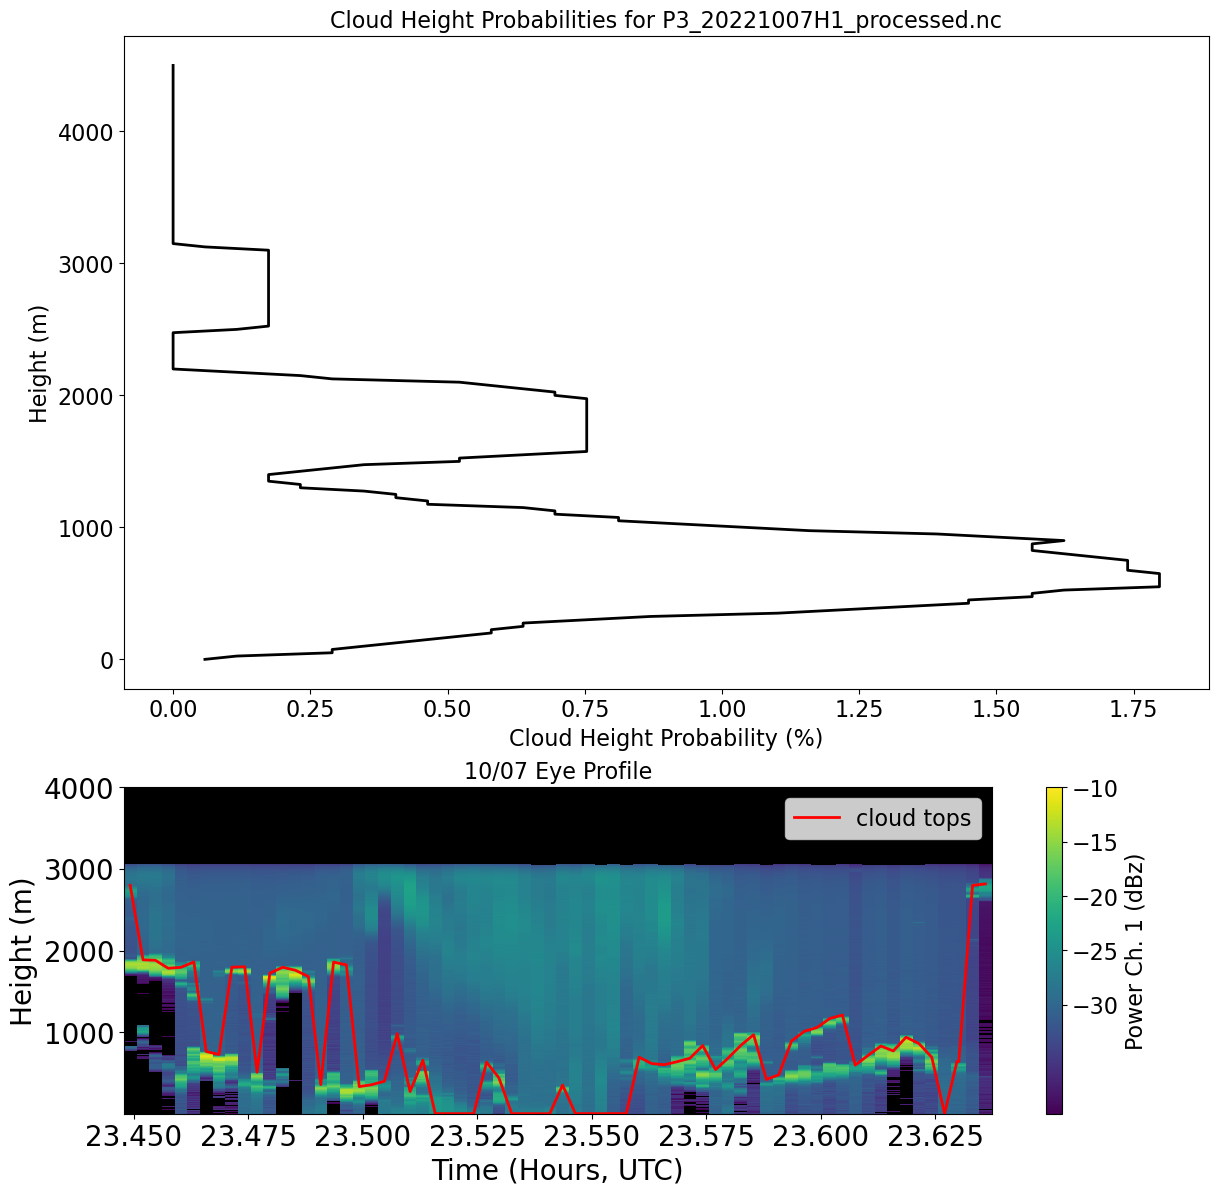 Cloud Height Probabilities for P3_20221007H1_processed.nc
Height (m)
4000
3000
2000
1000
0
0.00 0.25 0.50 0.75 1.00 1.25 1.50 1.75
Cloud Height Probability (%)
10/07 Eye Profile
Height (m)
4000
3000
2000
1000
cloud tops
−10
−15
−20
−25
−30
Power Ch. 1 (dBz)
23.450 23.475 23.500 23.525 23.550 23.575 23.600 23.625
Time (Hours, UTC)